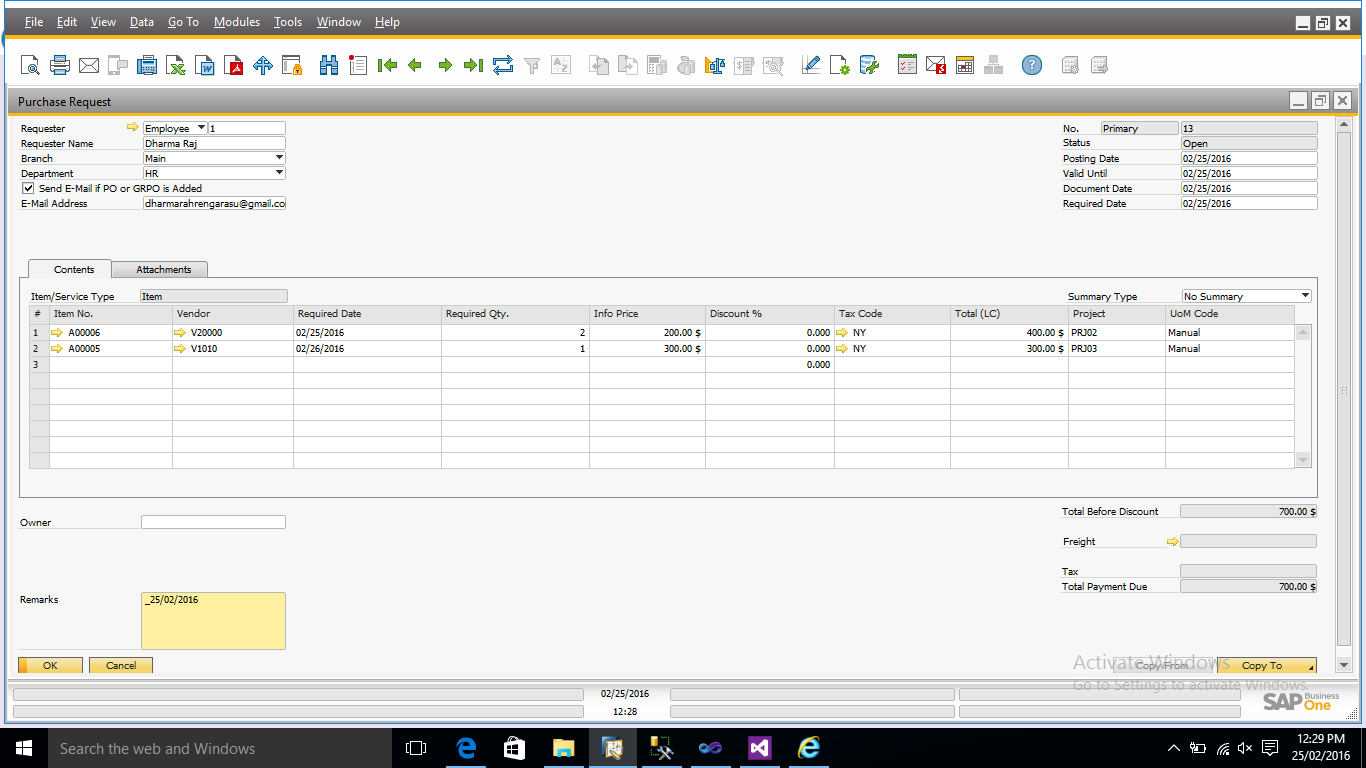 File Edit View Data Go To Modules Tools Window Help
Purchase Request
Requester Employee 1 No. Primary 13
Requester Name Dharma Raj Status Open
Branch Main Posting Date 02/25/2016
Department HR Valid Until 02/25/2016
Send E-Mail if PO or GRPO is Added Document Date 02/25/2016
E-Mail Address dharmarahrengarasu@gmail.co Required Date 02/25/2016
Contents Attachments
Item/Service Type Item Summary Type No Summary
# Item No. Vendor Required Date Required Qty. Info Price Discount % Tax Code Total (LC) Project UoM Code
1 A00006 V20000 02/25/2016 2 200.00 $ 0.000 NY 400.00 $ PRJ02 Manual
2 A00005 V1010 02/26/2016 1 300.00 $ 0.000 NY 300.00 $ PRJ03 Manual
3 0.000
Total Before Discount 700.00 $
Owner
Freight
Tax
Total Payment Due 700.00 $
Remarks _25/02/2016
OK Cancel Copy From Copy To
Activate Windows
Go to Settings to activate Windows.
02/25/2016
12:28
SAP Business One
Search the web and Windows
12:29 PM
25/02/2016